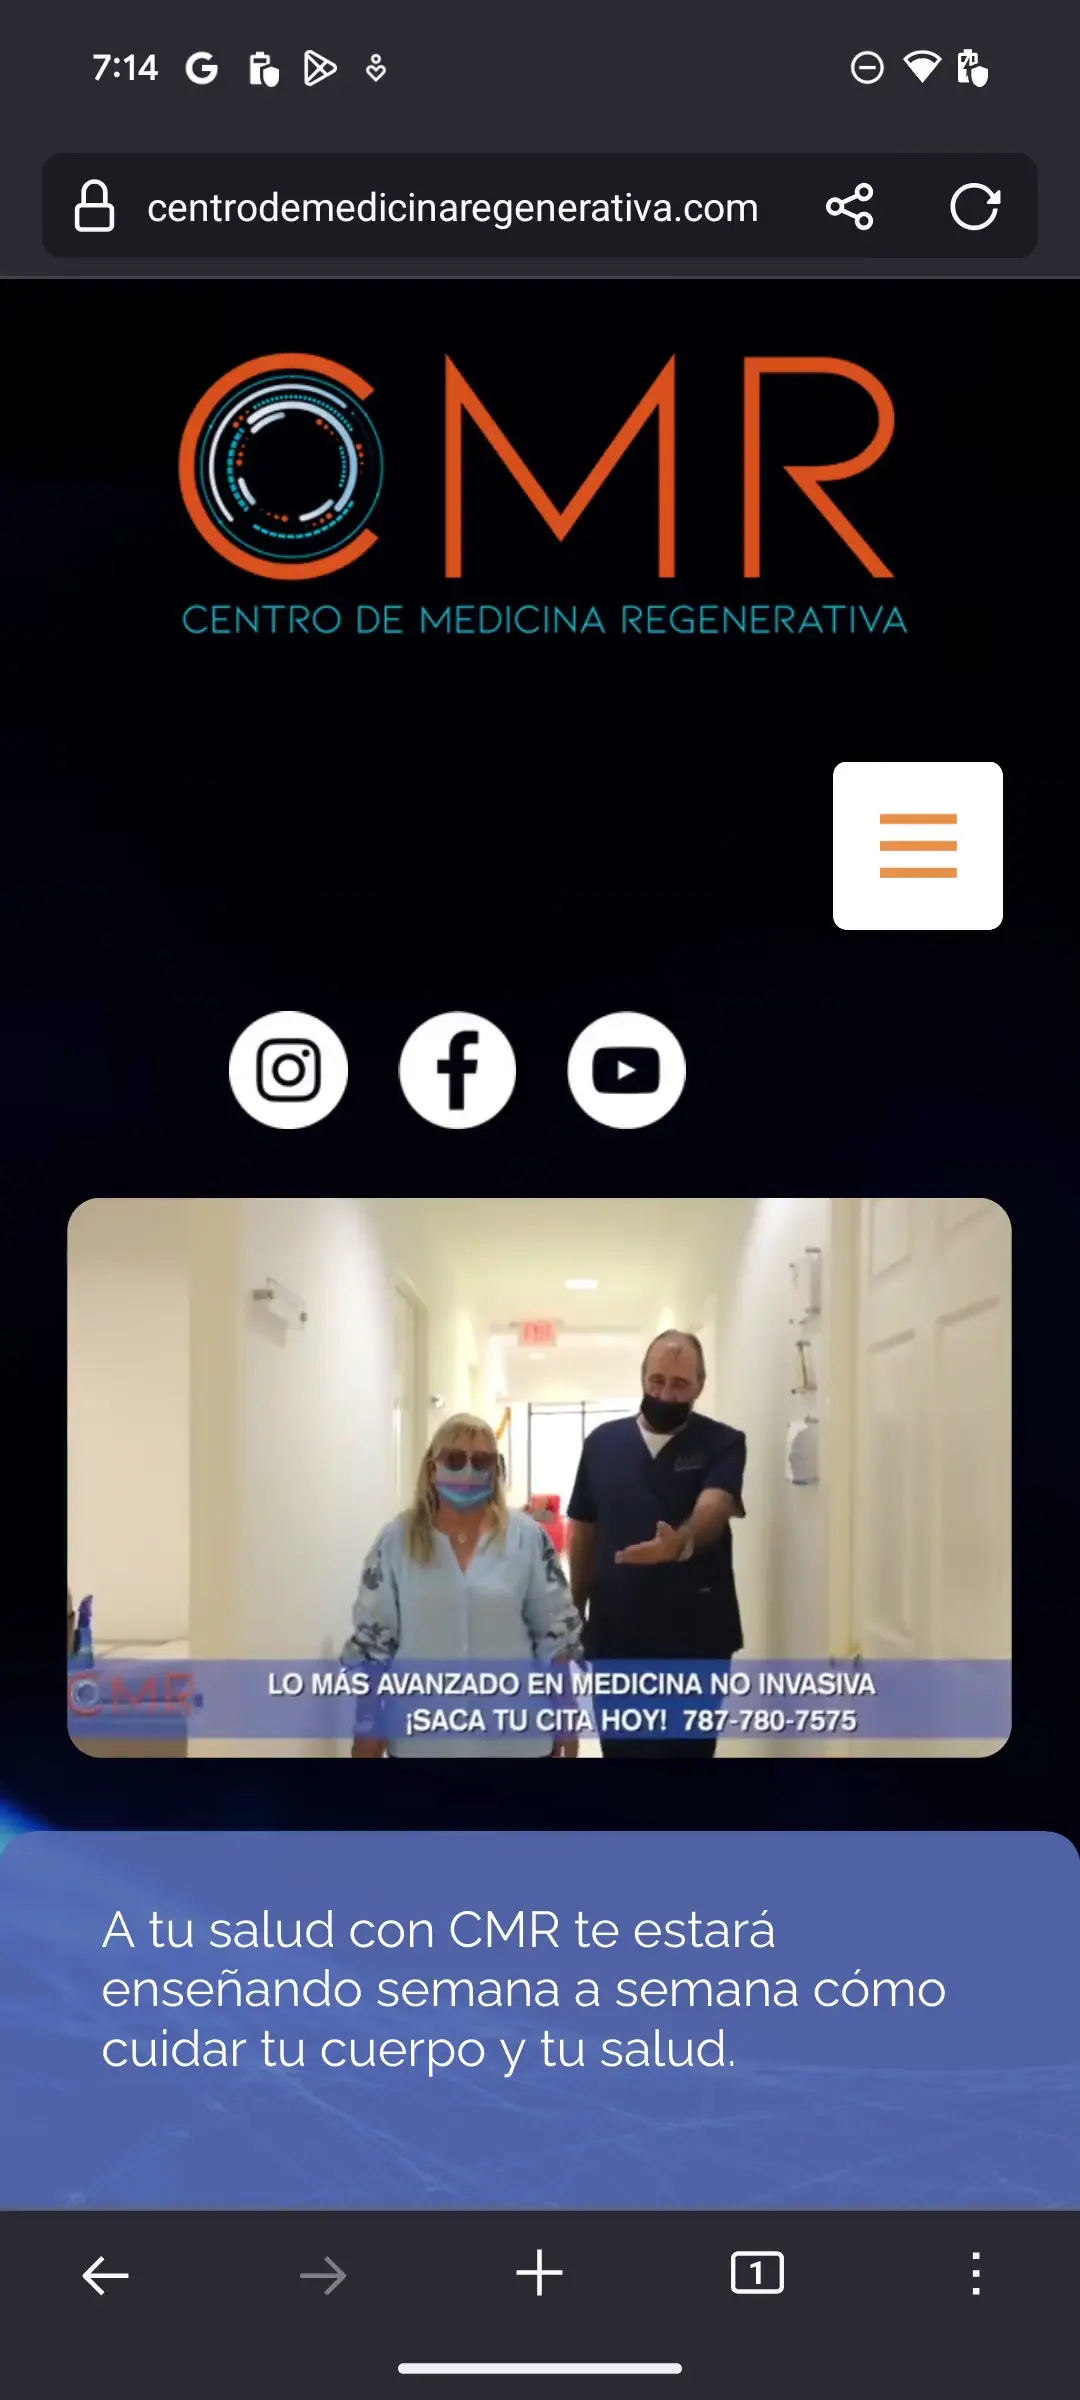 7:14
centrodemedicinaregenerativa.com
CMR
CENTRO DE MEDICINA REGENERATIVA
EXIT
CMR
LO MÁS AVANZADO EN MEDICINA NO INVASIVA
¡SACA TU CITA HOY! 787-780-7575
A tu salud con CMR te estará
enseñando semana a semana cómo
cuidar tu cuerpo y tu salud.
1